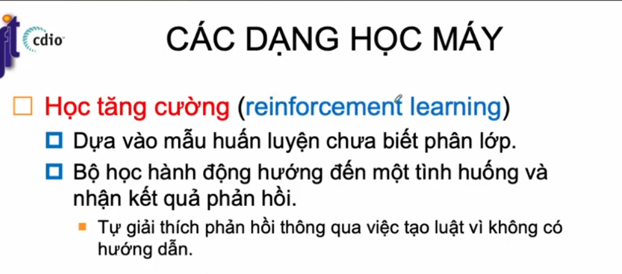 cdio
CÁC DẠNG HỌC MÁY
Học tăng cường (reinforcement learning)
Dựa vào mẫu huấn luyện chưa biết phân lớp.
Bộ học hành động hướng đến một tình huống và
nhận kết quả phản hồi.
Tự giải thích phản hồi thông qua việc tạo luật vì không có
hướng dẫn.